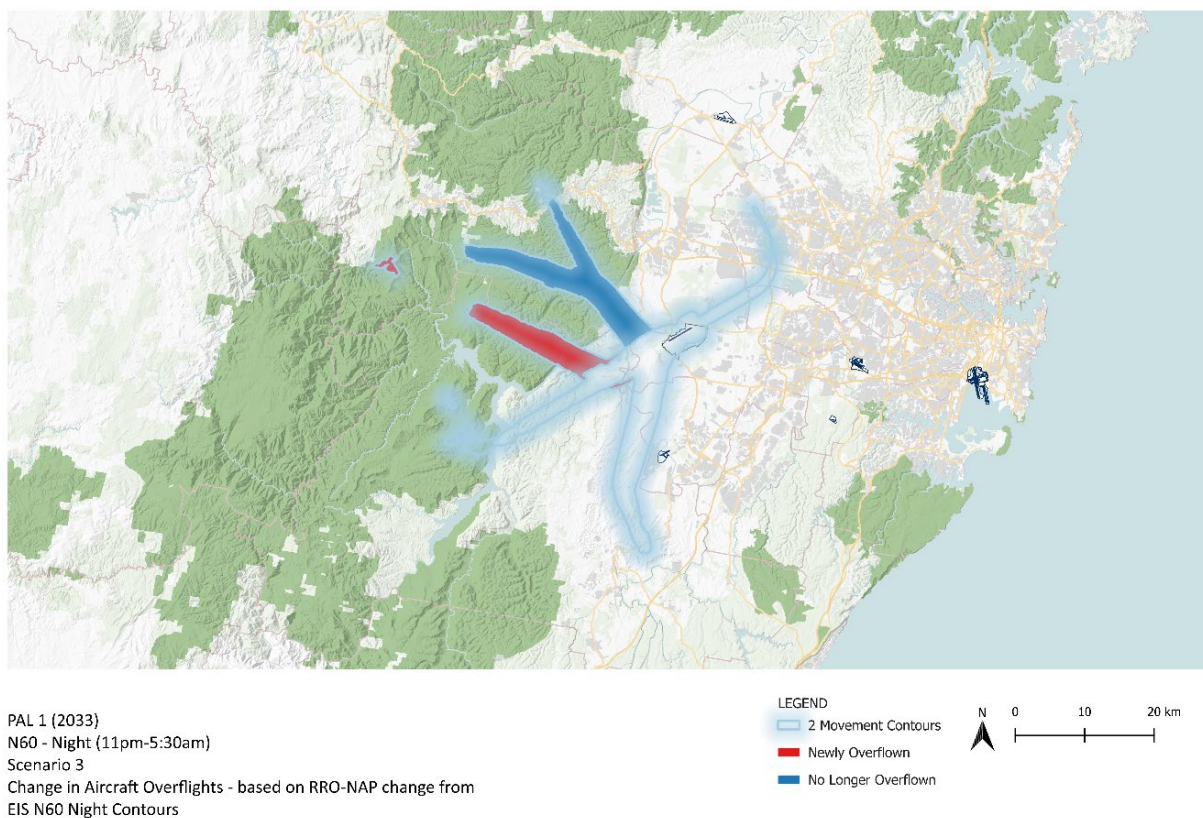 PAL 1 (2033)
N60 - Night (11pm-5:30am)
Scenario 3
Change in Aircraft Overflights - based on RRO-NAP change from
EIS N60 Night Contours
LEGEND
2 Movement Contours
Newly Overflown
No Longer Overflown
N
0 10 20 km